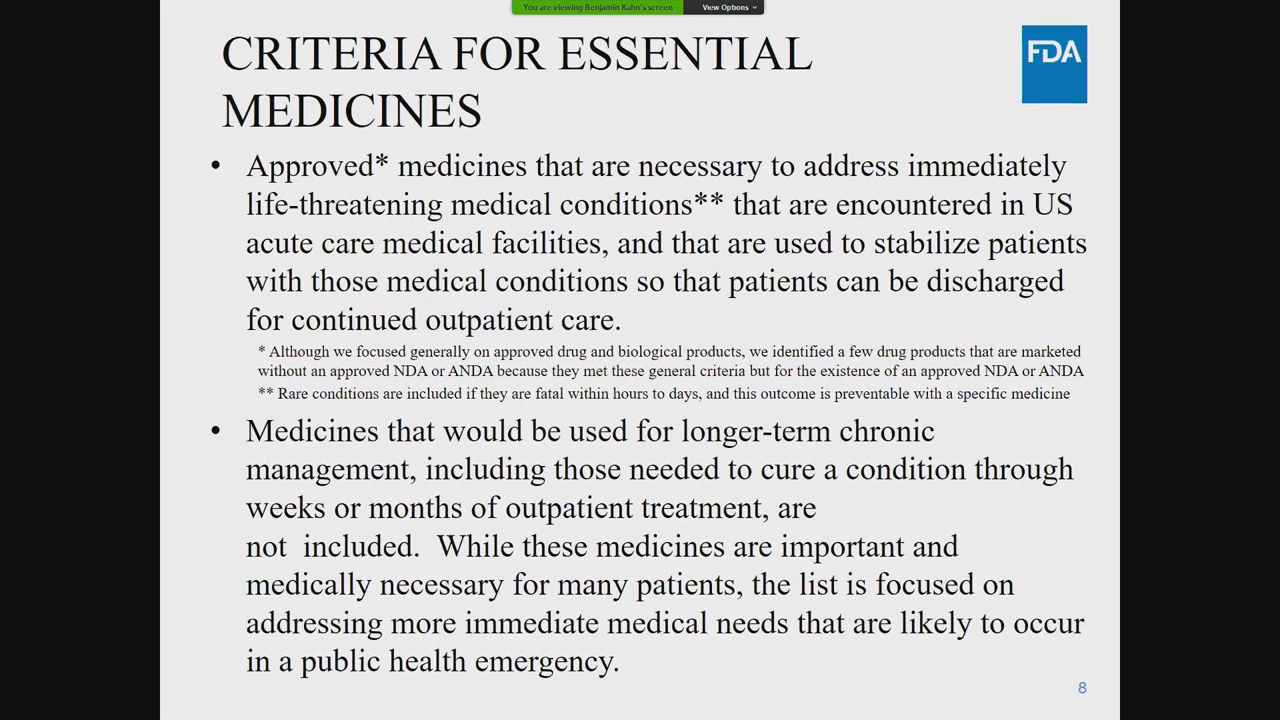 You are viewing Benjamin Kahn's screen
View Options
CRITERIA FOR ESSENTIAL
MEDICINES
FDA
• Approved* medicines that are necessary to address immediately
life-threatening medical conditions** that are encountered in US
acute care medical facilities, and that are used to stabilize patients
with those medical conditions so that patients can be discharged
for continued outpatient care.
* Although we focused generally on approved drug and biological products, we identified a few drug products that are marketed
without an approved NDA or ANDA because they met these general criteria but for the existence of an approved NDA or ANDA
** Rare conditions are included if they are fatal within hours to days, and this outcome is preventable with a specific medicine
• Medicines that would be used for longer-term chronic
management, including those needed to cure a condition through
weeks or months of outpatient treatment, are
not  included.  While these medicines are important and
medically necessary for many patients, the list is focused on
addressing more immediate medical needs that are likely to occur
in a public health emergency.
8